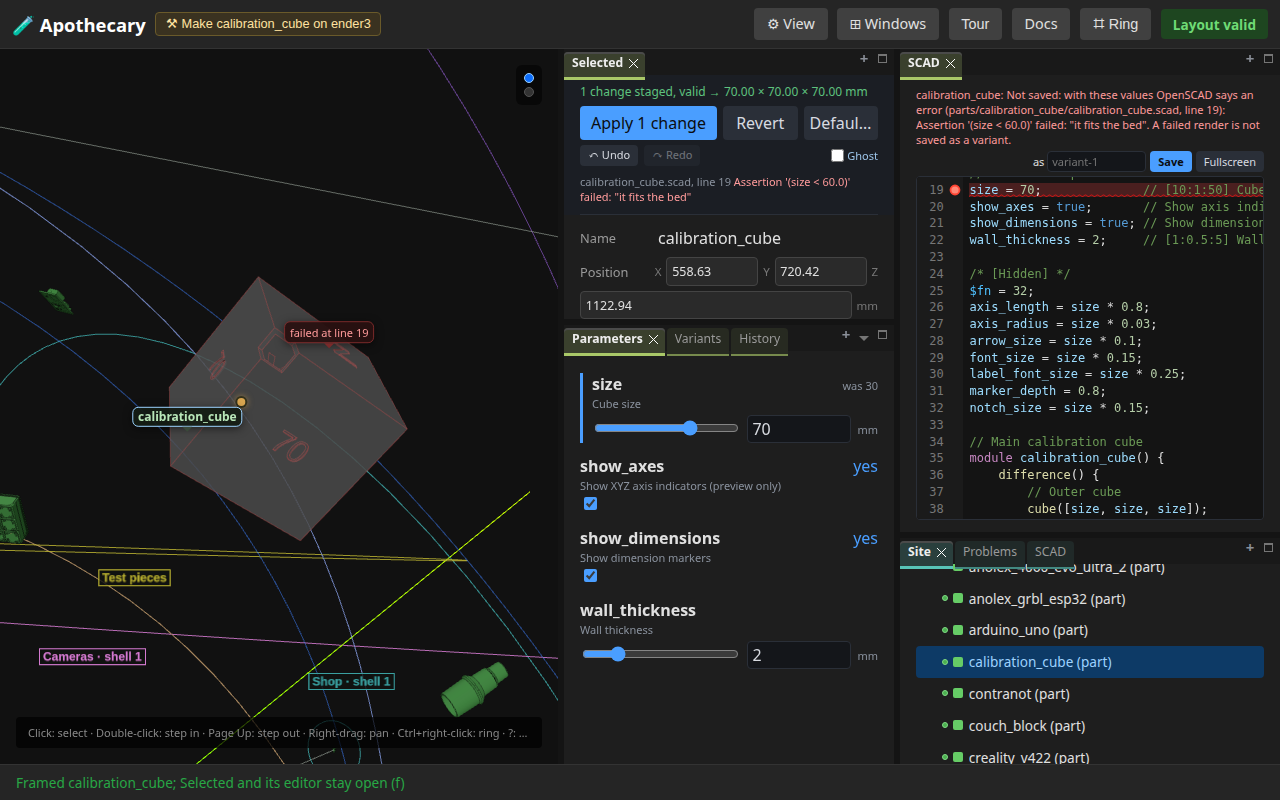 🧪 Apothecary
⚒ Make calibration_cube on ender3
⚙ View
⊞ Windows
Tour
Docs
⌗ Ring
Layout valid
failed at line 19
calibration_cube
70
Test pieces
Cameras · shell 1
Shop · shell 1
Click: select · Double-click: step in · Page Up: step out · Right-drag: pan · Ctrl+right-click: ring · ?: ...
Selected
1 change staged, valid → 70.00 × 70.00 × 70.00 mm
Apply 1 change
Revert
Defaul...
↶ Undo
↷ Redo
Ghost
calibration_cube.scad, line 19 Assertion '(size < 60.0)'
failed: "it fits the bed"
Name calibration_cube
Position X 558.63 Y 720.42 Z
1122.94 mm
Parameters
Variants
History
size was 30
Cube size
70 mm
show_axes yes
Show XYZ axis indicators (preview only)
show_dimensions yes
Show dimension markers
wall_thickness
Wall thickness
2 mm
SCAD
calibration_cube: Not saved: with these values OpenSCAD says an
error (parts/calibration_cube/calibration_cube.scad, line 19):
Assertion '(size < 60.0)' failed: "it fits the bed". A failed render is not
saved as a variant.
as variant-1 Save Fullscreen
19 size = 70; // [10:1:50] Cube
20 show_axes = true; // Show axis indi
21 show_dimensions = true; // Show dimension
22 wall_thickness = 2; // [1:0.5:5] Wall
23
24 /* [Hidden] */
25 $fn = 32;
26 axis_length = size * 0.8;
27 axis_radius = size * 0.03;
28 arrow_size = size * 0.1;
29 font_size = size * 0.15;
30 label_font_size = size * 0.25;
31 marker_depth = 0.8;
32 notch_size = size * 0.15;
33
34 // Main calibration cube
35 module calibration_cube() {
36 difference() {
37 // Outer cube
38 cube([size, size, size]);
Site
Problems
SCAD
anolex_grbl_esp32 (part)
arduino_uno (part)
calibration_cube (part)
contranot (part)
couch_block (part)
creality_v422 (part)
Framed calibration_cube; Selected and its editor stay open (f)